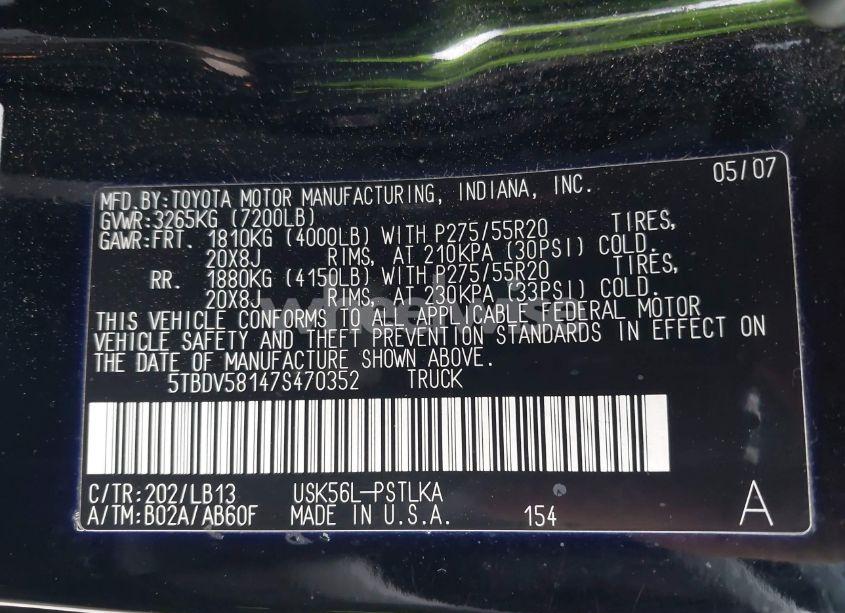 MFD.BY:TOYOTA MOTOR MANUFACTURING, INDIANA, INC. 05/07
GVWR:3265KG (7200LB)
GAWR:FRT. 1810KG (4000LB) WITH P275/55R20 TIRES,
20X8J RIMS, AT 210KPA (30PSI) COLD.
RR. 1880KG (4150LB) WITH P275/55R20 TIRES,
20X8J RIMS, AT 230KPA (33PSI) COLD.
THIS VEHICLE CONFORMS TO ALL APPLICABLE FEDERAL MOTOR
VEHICLE SAFETY AND THEFT PREVENTION STANDARDS IN EFFECT ON
THE DATE OF MANUFACTURE SHOWN ABOVE.
5TBDV58147S470352 TRUCK
C/TR:202/LB13 USK56L-PSTLKA
A/TM:B02A/AB60F MADE IN U.S.A. 154 A